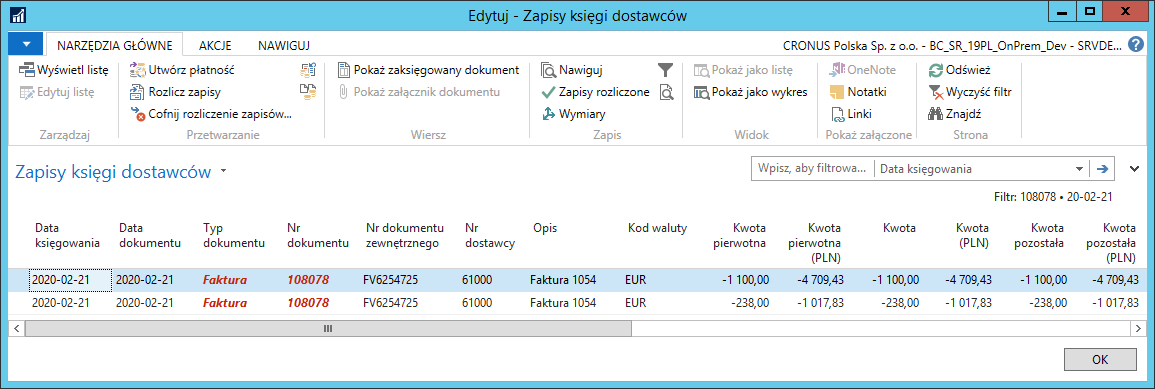 Edytuj - Zapisy księgi dostawców
NARZĘDZIA GŁÓWNE AKCJE NAWIGUJ CRONUS Polska Sp. z o.o. - BC_SR_19PL_OnPrem_Dev - SRVDE...
Wyświetl listę
Edytuj listę
Zarządzaj
Utwórz płatność
Rozlicz zapisy
Cofnij rozliczenie zapisów...
Przetwarzanie
Pokaż zaksięgowany dokument
Pokaż załącznik dokumentu
Wiersz
Nawiguj
Zapisy rozliczone
Wymiary
Zapis
Pokaż jako listę
Pokaż jako wykres
Widok
OneNote
Notatki
Linki
Pokaż załączone
Odśwież
Wyczyść filtr
Znajdź
Strona
Zapisy księgi dostawców
Wpisz, aby filtrowa... Data księgowania
Filtr: 108078 • 20-02-21
Data księgowania Data dokumentu Typ dokumentu Nr dokumentu Nr dokumentu zewnętrznego Nr dostawcy Opis Kod waluty Kwota pierwotna Kwota pierwotna (PLN) Kwota Kwota (PLN) Kwota pozostała Kwota pozostała (PLN)
2020-02-21 2020-02-21 Faktura 108078 FV6254725 61000 Faktura 1054 EUR -1 100,00 -4 709,43 -1 100,00 -4 709,43 -1 100,00 -4 709,43
2020-02-21 2020-02-21 Faktura 108078 FV6254725 61000 Faktura 1054 EUR -238,00 -1 017,83 -238,00 -1 017,83 -238,00 -1 017,83
OK